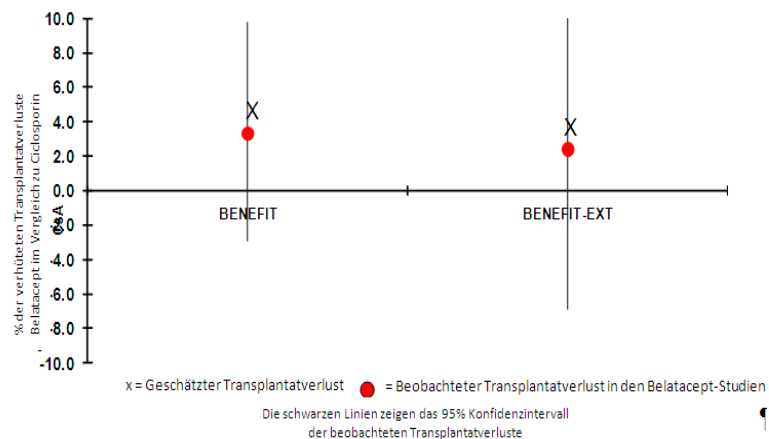 % der verhüteten Transplantatverluste
Belatacept im Vergleich zu Ciclosporin
CsA
10.0
8.0
6.0
4.0
2.0
0.0
-2.0
-4.0
-6.0
-8.0
-10.0
X
X
BENEFIT
BENEFIT-EXT
x = Geschätzter Transplantatverlust
= Beobachteter Transplantatverlust in den Belatacept-Studien
Die schwarzen Linien zeigen das 95% Konfidenzintervall
der beobachteten Transplantatverluste
¶